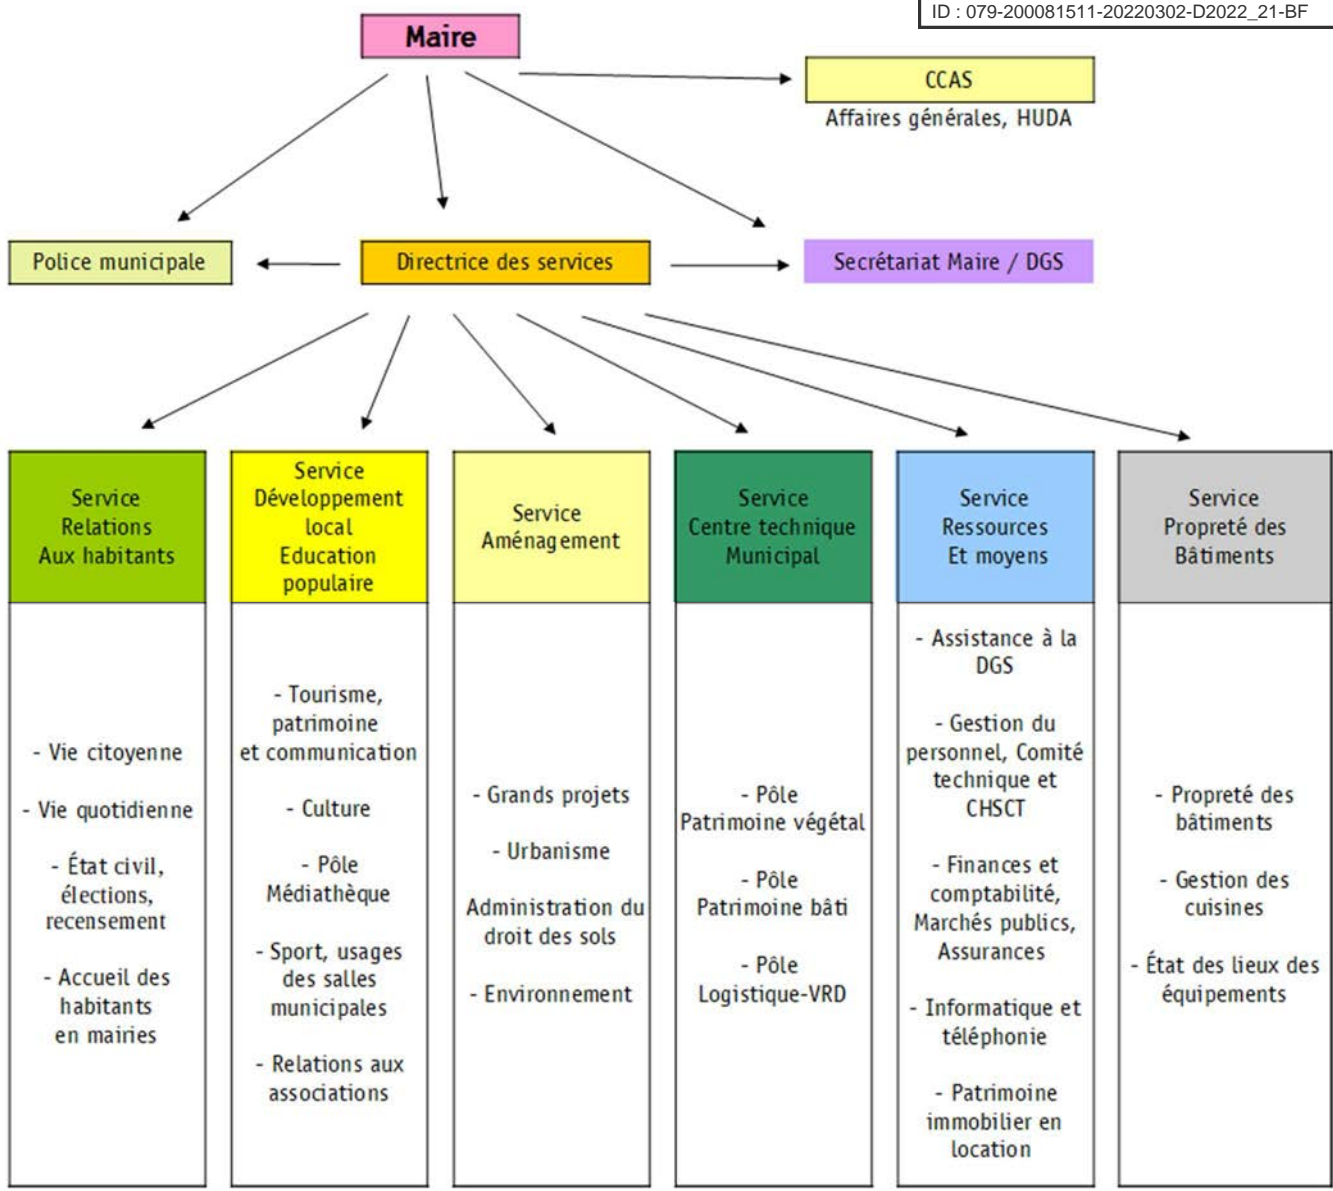 ID : 079-200081511-20220302-D2022_21-BF
Maire
CCAS
Affaires générales, HUDA
Police municipale
Directrice des services
Secrétariat Maire / DGS
Service
Relations
Aux habitants
- Vie citoyenne
- Vie quotidienne
- État civil,
élections,
recensement
- Accueil des
habitants
en mairies
Service
Développement
local
Education
populaire
- Tourisme,
patrimoine
et communication
- Culture
- Pôle
Médiathèque
- Sport, usages
des salles
municipales
- Relations aux
associations
Service
Aménagement
- Grands projets
- Urbanisme
Administration du
droit des sols
- Environnement
Service
Centre technique
Municipal
- Pôle
Patrimoine végétal
- Pôle
Patrimoine bâti
- Pôle
Logistique-VRD
Service
Ressources
Et moyens
- Assistance à la
DGS
- Gestion du
personnel, Comité
technique et
CHSCT
- Finances et
comptabilité,
Marchés publics,
Assurances
- Informatique et
téléphonie
- Patrimoine
immobilier en
location
Service
Propreté des
Bâtiments
- Propreté des
bâtiments
- Gestion des
cuisines
- État des lieux des
équipements